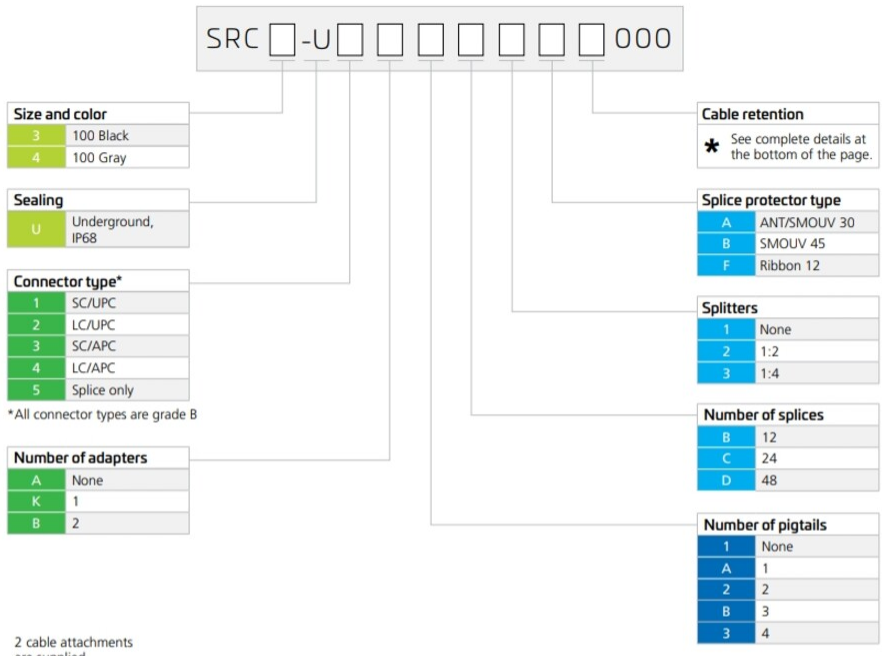 SRC -U 000
Size and color
3 100 Black
4 100 Gray
Sealing
U Underground,
IP68
Connector type*
1 SC/UPC
2 LC/UPC
3 SC/APC
4 LC/APC
5 Splice only
*All connector types are grade B
Number of adapters
A None
K 1
B 2
2 cable attachments
are supplied
Cable retention
* See complete details at
the bottom of the page.
Splice protector type
A ANT/SMOUV 30
B SMOUV 45
F Ribbon 12
Splitters
1 None
2 1:2
3 1:4
Number of splices
B 12
C 24
D 48
Number of pigtails
1 None
A 1
2 2
B 3
3 4